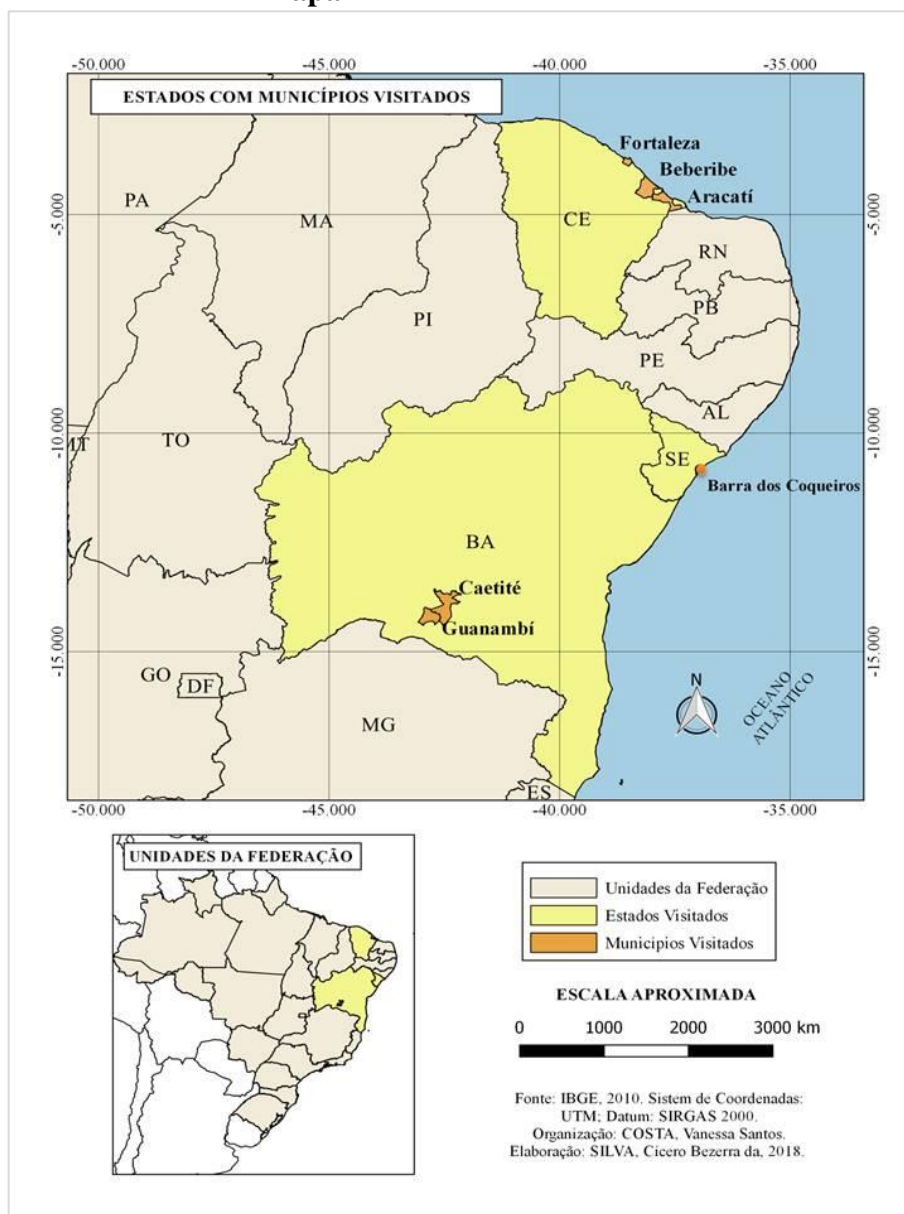 apa
-50.000 -45.000 -40.000 -35.000
ESTADOS COM MUNICÍPIOS VISITADOS
Fortaleza
Beberibe
Aracatí
-5.000
-5.000
PA
MA
CE
RN
PI
PB
PE
AL
-10.000
-10.000
MT
TO
SE
Barra dos Coqueiros
BA
Caetité
Guanambí
-15.000
-15.000
GO
DF
N
OCEANO
ATLÂNTICO
MG
ES
-50.000 -45.000 -40.000 -35.000
UNIDADES DA FEDERAÇÃO
Unidades da Federação
Estados Visitados
Municípios Visitados
ESCALA APROXIMADA
0 1000 2000 3000 km
Fonte: IBGE, 2010. Sistem de Coordenadas:
UTM; Datum: SIRGAS 2000.
Organização: COSTA, Vanessa Santos.
Elaboração: SILVA, Cícero Bezerra da, 2018.